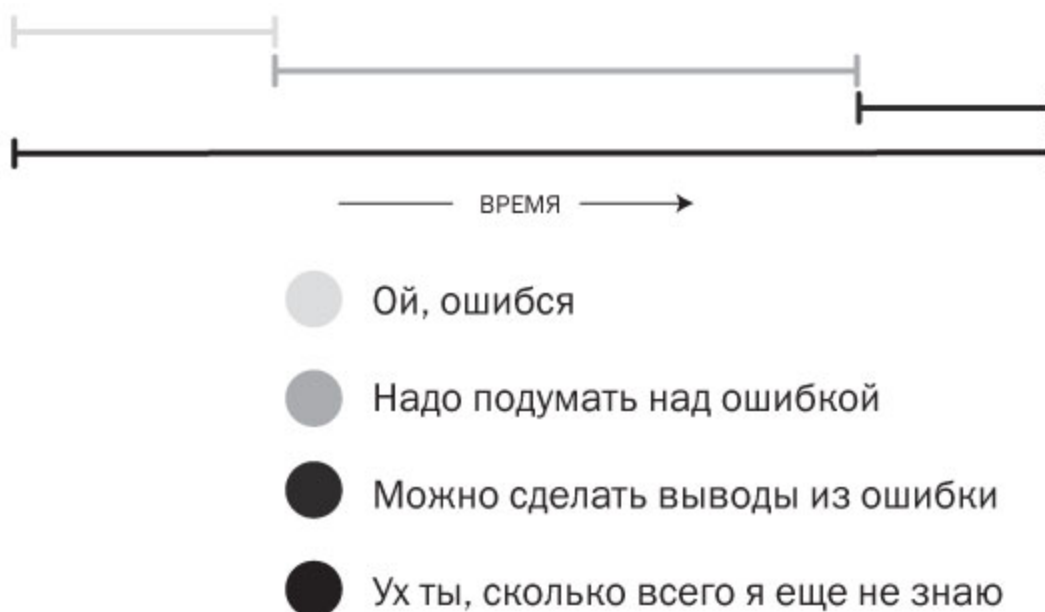 ВРЕМЯ
Ой, ошибся
Надо подумать над ошибкой
Можно сделать выводы из ошибки
Ух ты, сколько всего я еще не знаю